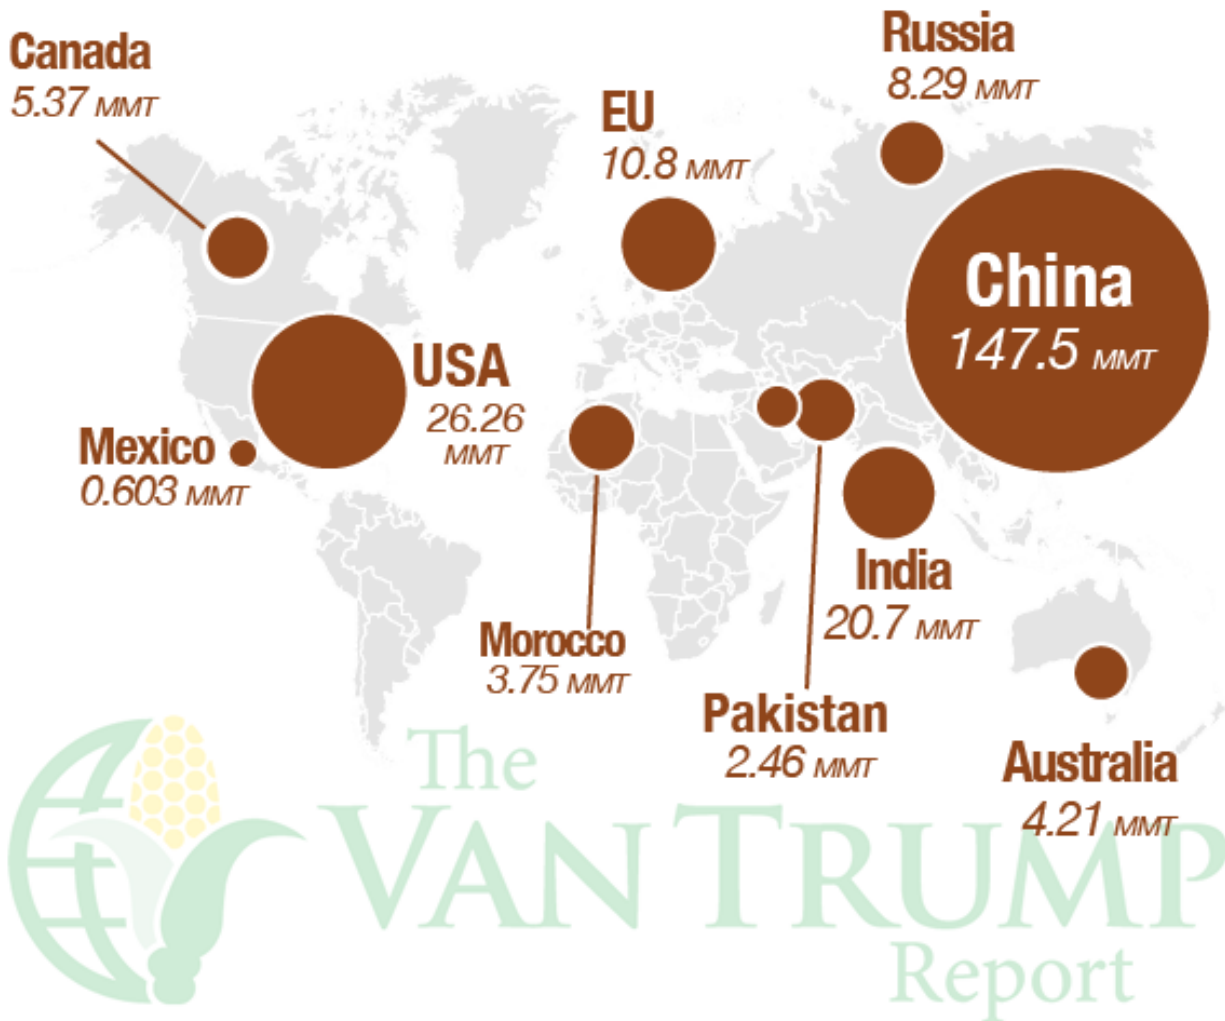 Canada
5.37 MMT
Russia
8.29 MMT
EU
10.8 MMT
China
147.5 MMT
USA
26.26
MMT
Mexico
0.603 MMT
Morocco
3.75 MMT
India
20.7 MMT
Pakistan
2.46 MMT
Australia
4.21 MMT
The
VAN TRUMP
Report